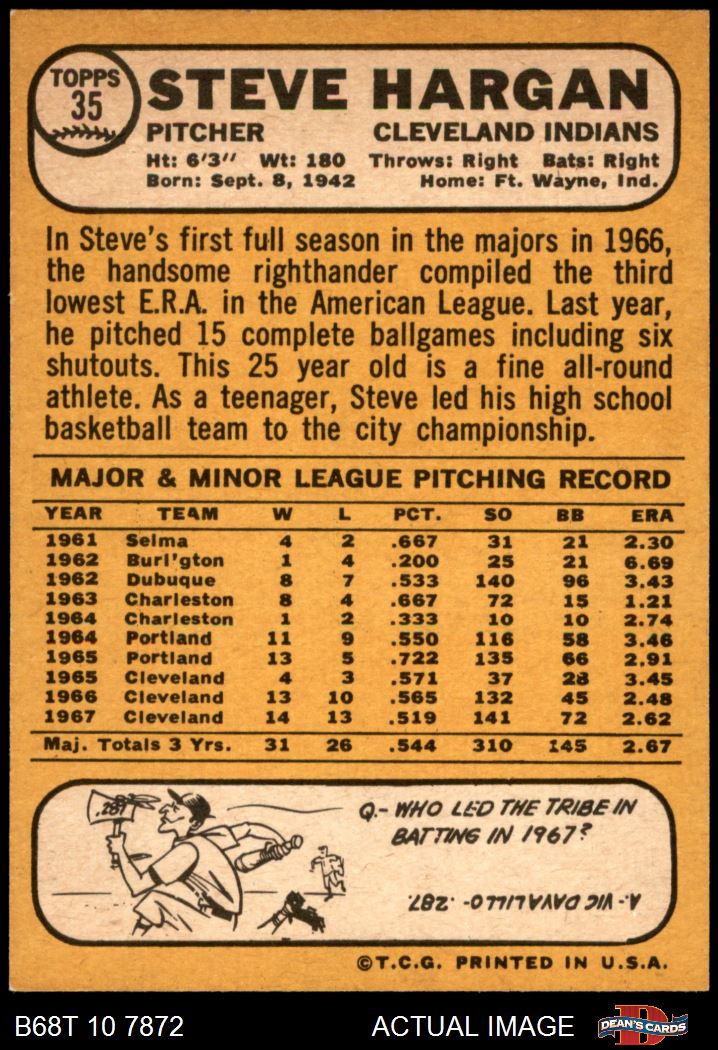 TOPPS
35
STEVE HARGAN
PITCHER CLEVELAND INDIANS
Ht: 6'3" Wt: 180 Throws: Right Bats: Right
Born: Sept. 8, 1942 Home: Ft. Wayne, Ind.
In Steve's first full season in the majors in 1966,
the handsome righthander compiled the third
lowest E.R.A. in the American League. Last year,
he pitched 15 complete ballgames including six
shutouts. This 25 year old is a fine all-round
athlete. As a teenager, Steve led his high school
basketball team to the city championship.
MAJOR & MINOR LEAGUE PITCHING RECORD
YEAR TEAM W L PCT. SO BB ERA
1961 Selma 4 2 .667 31 21 2.30
1962 Burl'gton 1 4 .200 25 21 6.69
1962 Dubuque 8 7 .533 140 96 3.43
1963 Charleston 8 4 .667 72 15 1.21
1964 Charleston 1 2 .333 10 10 2.74
1964 Portland 11 9 .550 116 58 3.46
1965 Portland 13 5 .722 135 66 2.91
1965 Cleveland 4 3 .571 37 28 3.45
1966 Cleveland 13 10 .565 132 45 2.48
1967 Cleveland 14 13 .519 141 72 2.62
Maj. Totals 3 Yrs. 31 26 .544 310 145 2.67
.287
Q.- WHO LED THE TRIBE IN
BATTING IN 1967?
A.- VIC DAVALILLO- .287.
©T.C.G. PRINTED IN U.S.A.
B68T 10 7872 ACTUAL IMAGE
D
DEAN'S CARDS